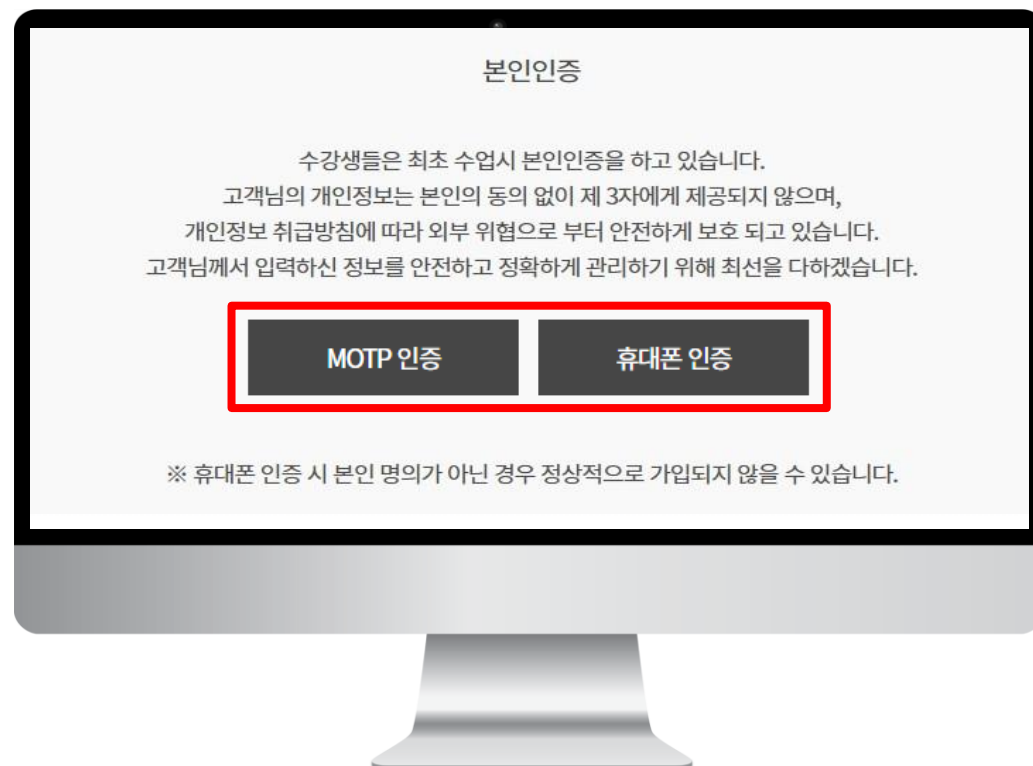 본인인증
수강생들은 최초 수업시 본인인증을 하고 있습니다.
고객님의 개인정보는 본인의 동의 없이 제 3자에게 제공되지 않으며,
개인정보 취급방침에 따라 외부 위협으로 부터 안전하게 보호 되고 있습니다.
고객님께서 입력하신 정보를 안전하고 정확하게 관리하기 위해 최선을 다하겠습니다.
MOTP 인증 휴대폰 인증
※ 휴대폰 인증 시 본인 명의가 아닌 경우 정상적으로 가입되지 않을 수 있습니다.